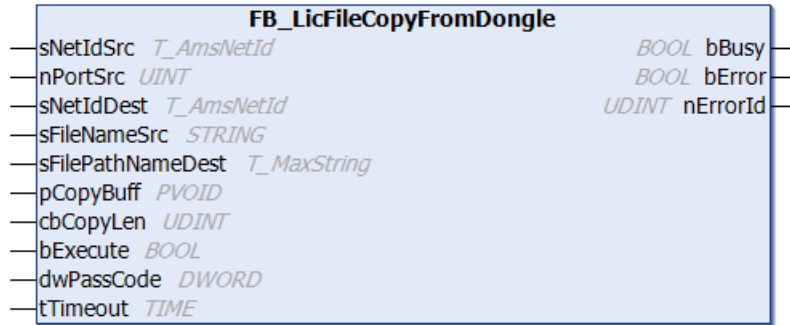 FB_LicFileCopyFromDongle
sNetIdSrc T_AmsNetId BOOL bBusy
nPortSrc UINT BOOL bError
sNetIdDest T_AmsNetId UDINT nErrorId
sFileNameSrc STRING
sFilePathNameDest T_MaxString
pCopyBuff PVOID
cbCopyLen UDINT
bExecute BOOL
dwPassCode DWORD
tTimeout TIME